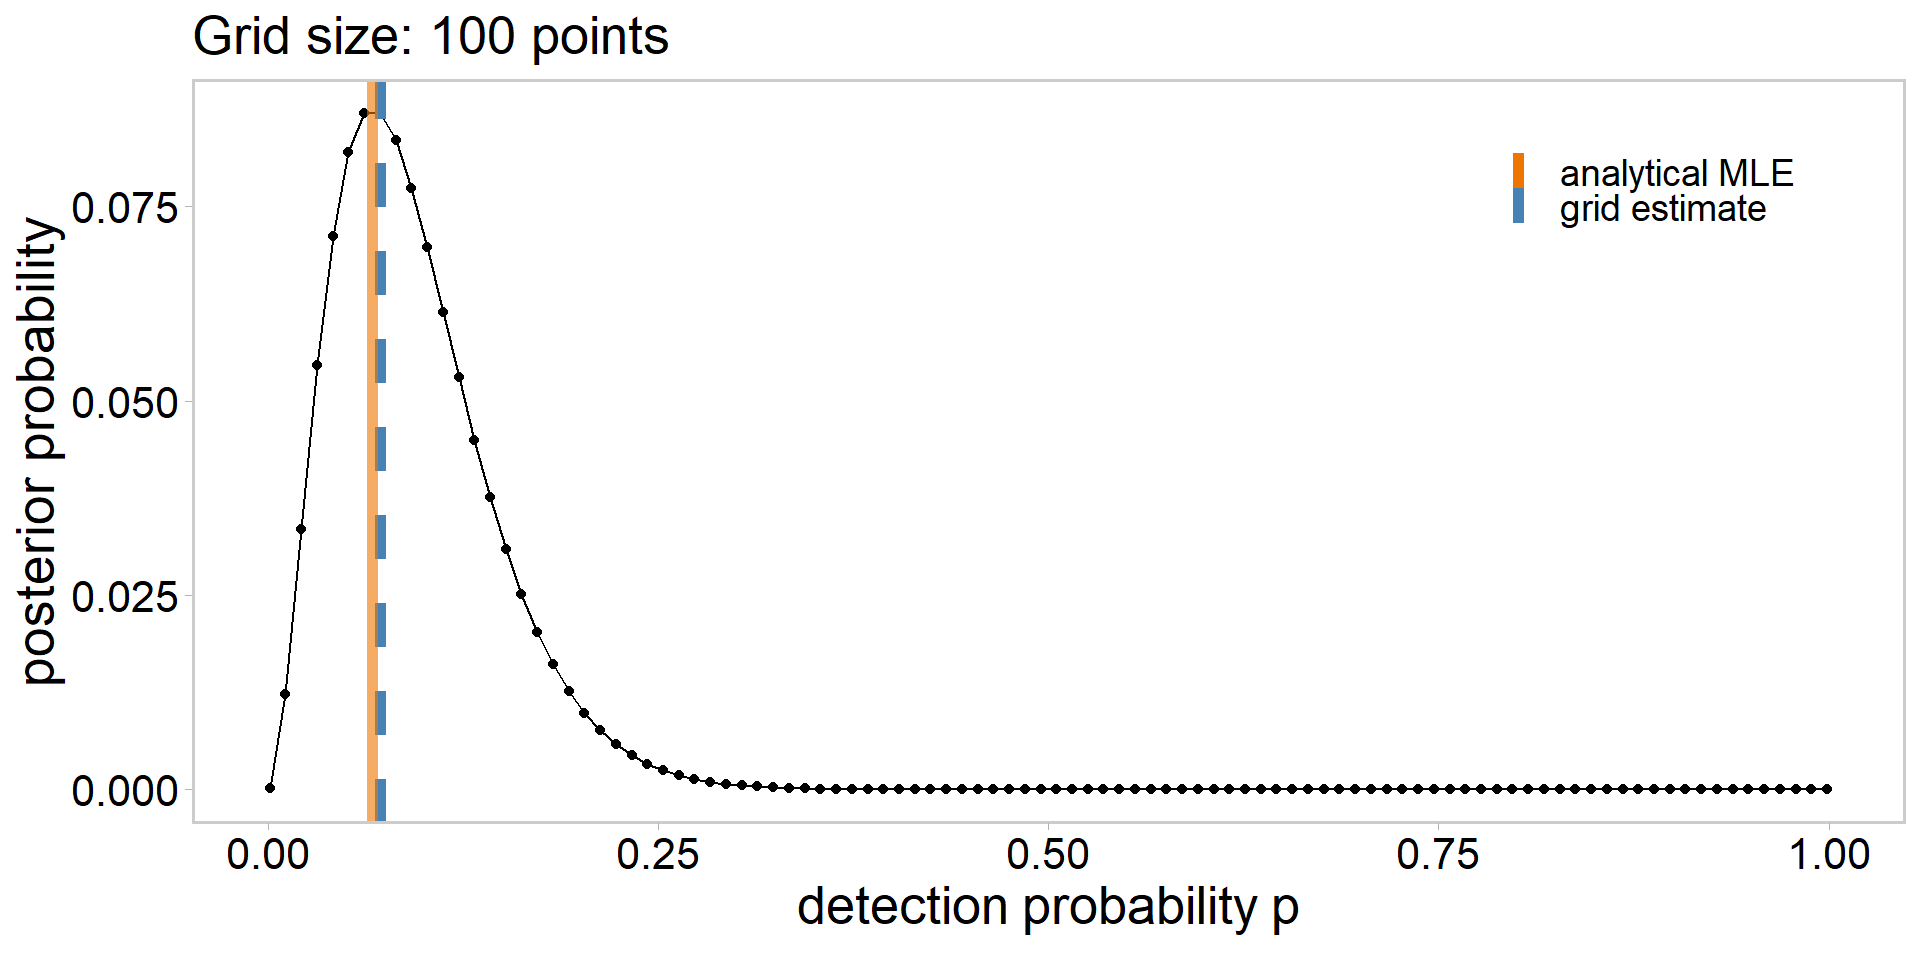 Grid size: 100 points
analytical MLE
grid estimate
posterior probability
0.075
0.050
0.025
0.000
0.00 0.25 0.50 0.75 1.00
detection probability p